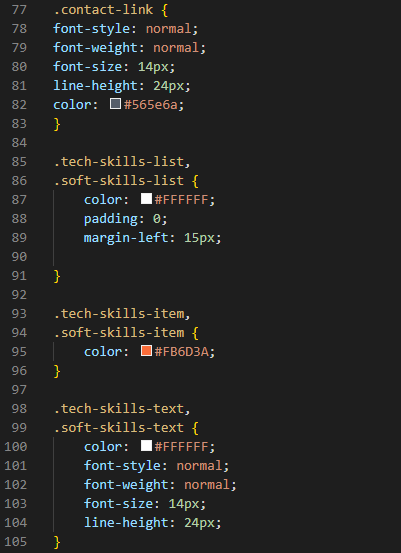 77 .contact-link {
78 font-style: normal;
79 font-weight: normal;
80 font-size: 14px;
81 line-height: 24px;
82 color: #565e6a;
83 }
84
85 .tech-skills-list,
86 .soft-skills-list {
87     color: #FFFFFF;
88     padding: 0;
89     margin-left: 15px;
90
91 }
92
93 .tech-skills-item,
94 .soft-skills-item {
95     color: #FB6D3A;
96 }
97
98 .tech-skills-text,
99 .soft-skills-text {
100     color: #FFFFFF;
101     font-style: normal;
102     font-weight: normal;
103     font-size: 14px;
104     line-height: 24px;
105 }